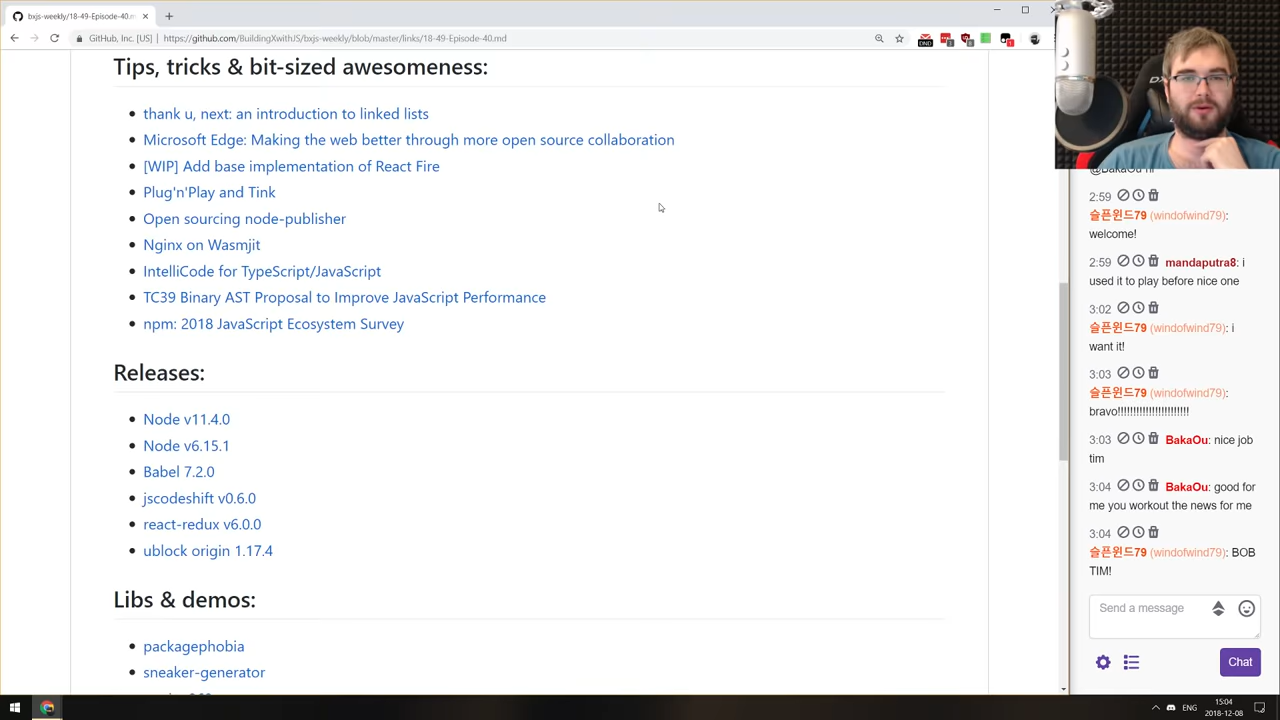 bxjs-weekly/18-49-Episode-40.m
GitHub, Inc. [US]
https://github.com/BuildingXwithJS/bxjs-weekly/blob/master/links/18-49-Episode-40.md
Tips, tricks & bit-sized awesomeness:
thank u, next: an introduction to linked lists
Microsoft Edge: Making the web better through more open source collaboration
[WIP] Add base implementation of React Fire
Plug'n'Play and Tink
Open sourcing node-publisher
Nginx on Wasmjit
IntelliCode for TypeScript/JavaScript
TC39 Binary AST Proposal to Improve JavaScript Performance
npm: 2018 JavaScript Ecosystem Survey
Releases:
Node v11.4.0
Node v6.15.1
Babel 7.2.0
jscodeshift v0.6.0
react-redux v6.0.0
ublock origin 1.17.4
Libs & demos:
packagephobia
sneaker-generator
2:59
슬픈윈드79 (windofwind79):
welcome!
2:59 mandaputra8: i
used it to play before nice one
3:02
슬픈윈드79 (windofwind79): i
want it!
3:03
슬픈윈드79 (windofwind79):
bravo!!!!!!!!!!!!!!!!!!!!!!!
3:03 BakaOu: nice job
tim
3:04 BakaOu: good for
me you workout the news for me
3:04
슬픈윈드79 (windofwind79): BOB
TIM!
Send a message
Chat
ENG
15:04
2018-12-08